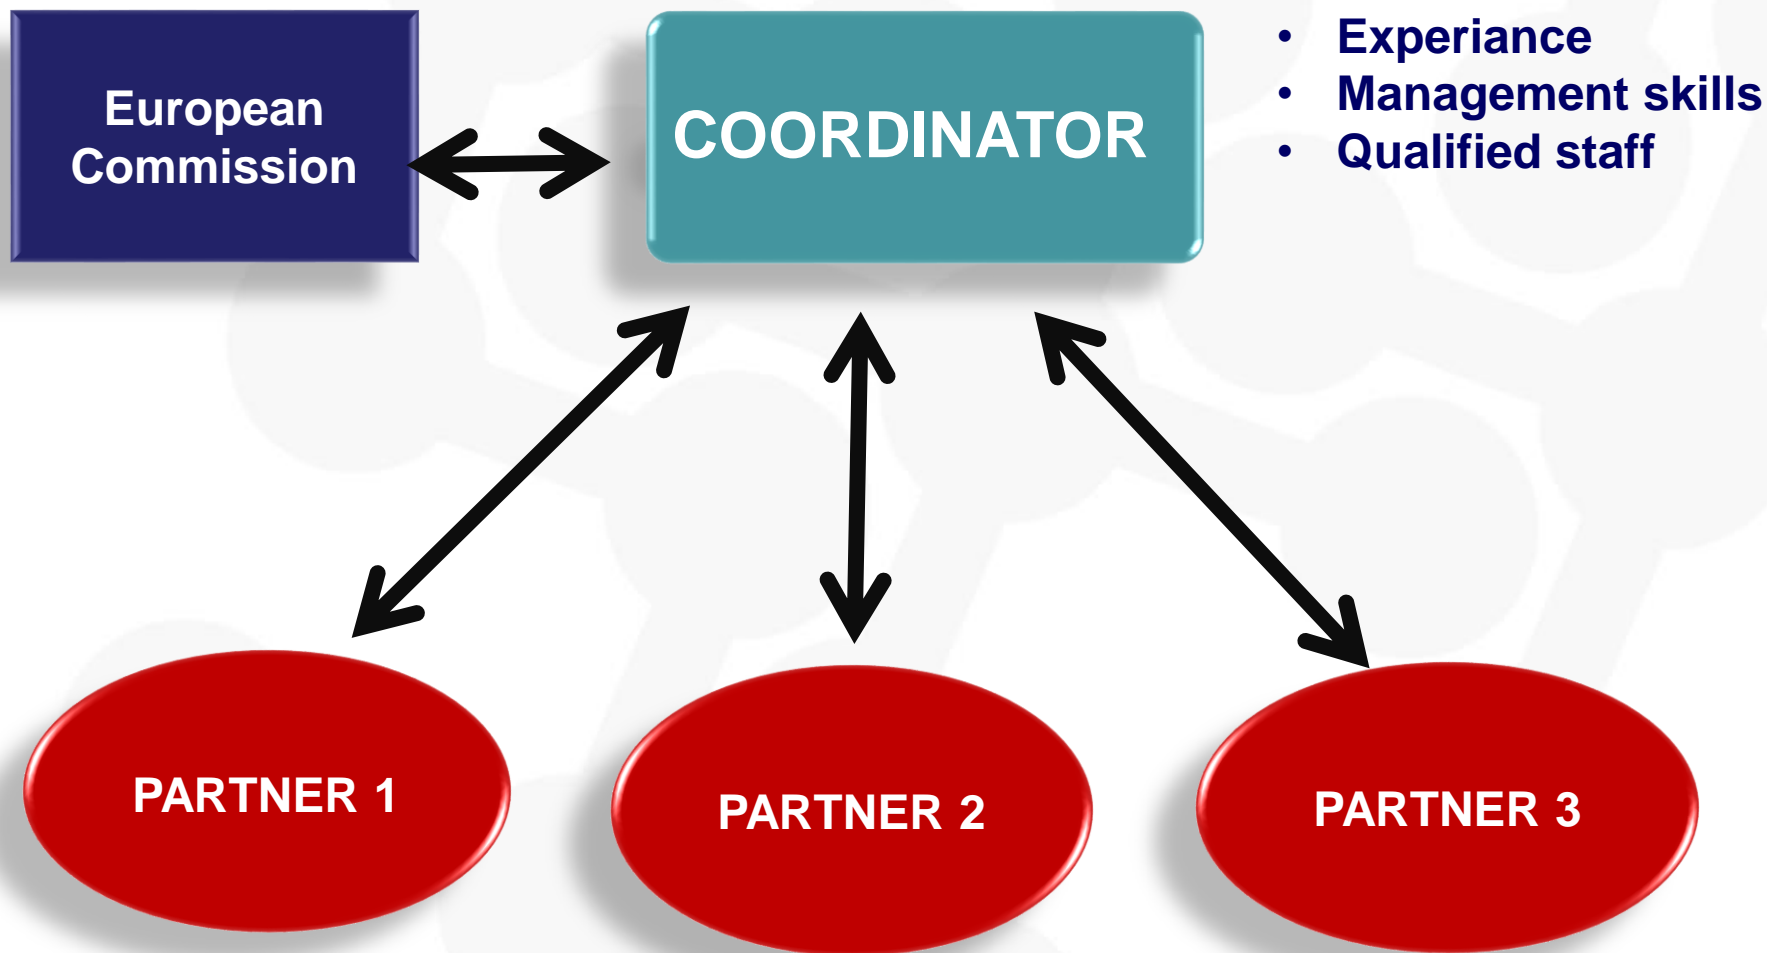 European
Commission
COORDINATOR
• Experiance
• Management skills
• Qualified staff
PARTNER 1
PARTNER 2
PARTNER 3